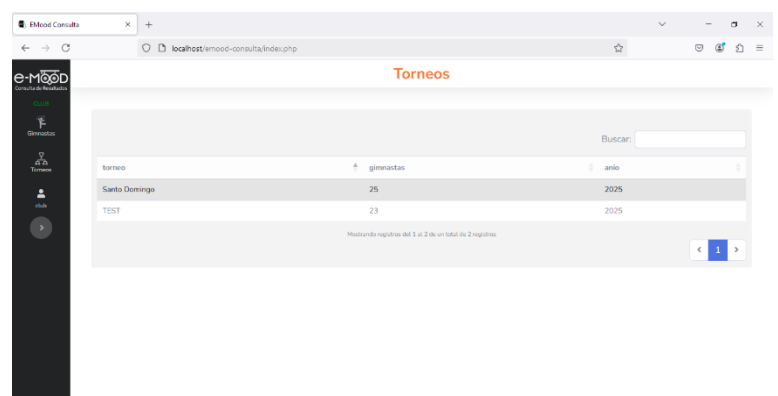 EMood Consulta
localhost/emood-consulta/index.php
e-MOOD
Consulta de Resultados
CLUB
Gimnastas
Torneos
club
Torneos
Buscar:
torneo gimnastas anio
Santo Domingo 25 2025
TEST 23 2025
Mostrando registros del 1 al 2 de un total de 2 registros
1